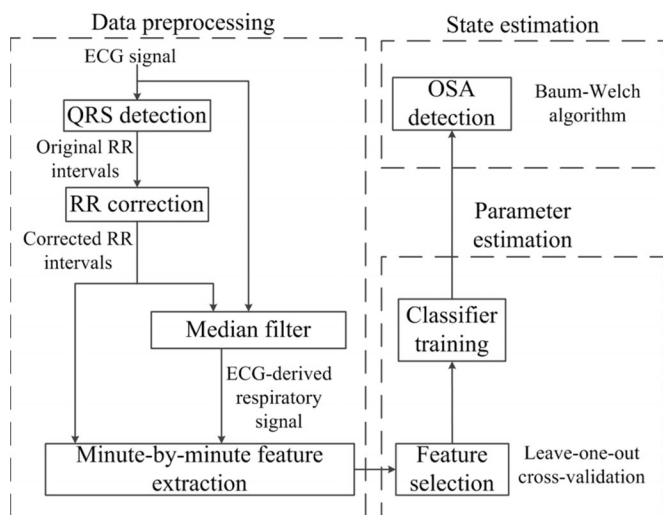 Data preprocessing
ECG signal
QRS detection
Original RR
intervals
RR correction
Corrected RR
intervals
Median filter
ECG-derived
respiratory
signal
Minute-by-minute feature
extraction
State estimation
OSA
detection
Baum-Welch
algorithm
Parameter
estimation
Classifier
training
Feature
selection
Leave-one-out
cross-validation